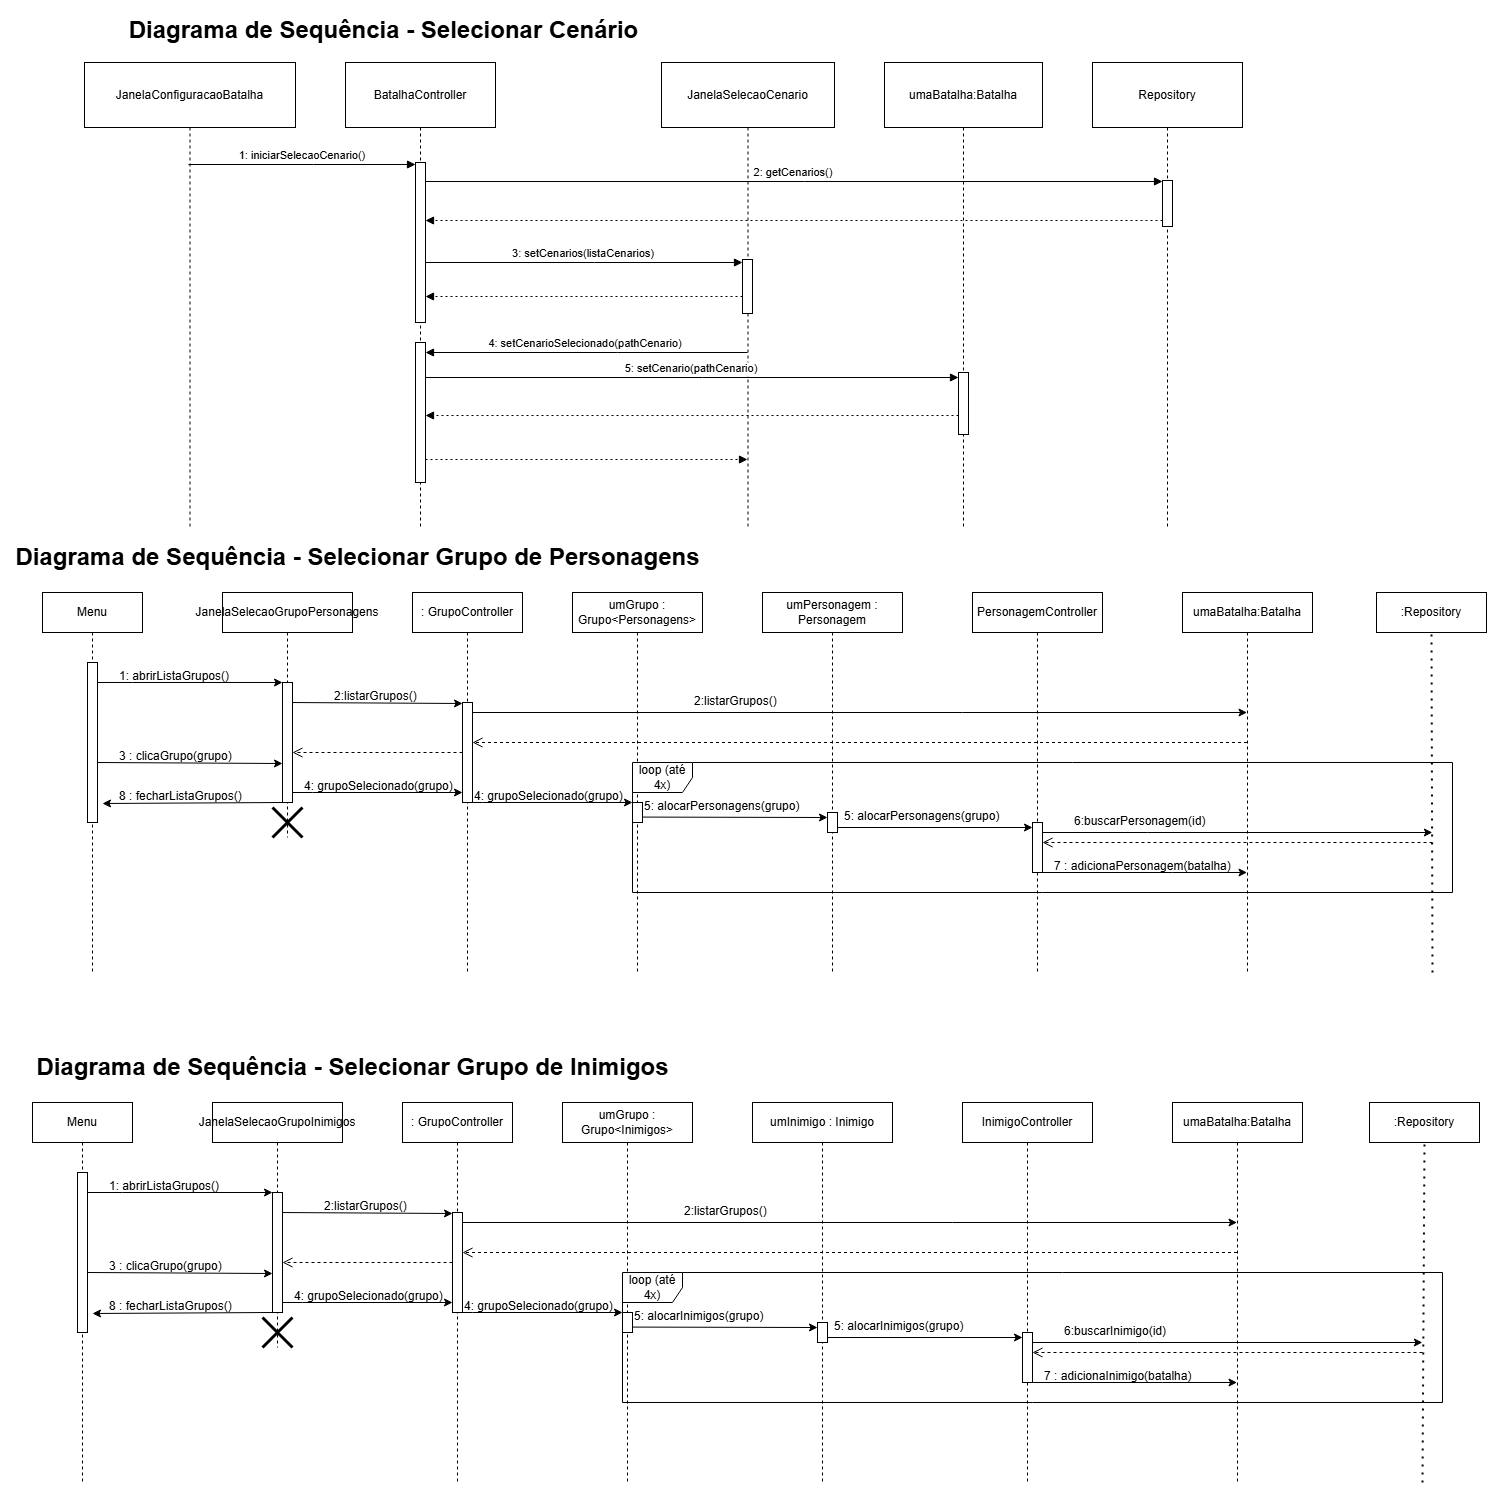 Diagrama de Sequência - Selecionar Cenário
JanelaConfiguracaoBatalha
BatalhaController
JanelaSelecaoCenario
umaBatalha:Batalha
Repository
1: iniciarSelecaoCenario()
2: getCenarios()
3: setCenarios(listaCenarios)
4: setCenarioSelecionado(pathCenario)
5: setCenario(pathCenario)
Diagrama de Sequência - Selecionar Grupo de Personagens
Menu
JanelaSelecaoGrupoPersonagens
: GrupoController
umGrupo :
Grupo<Personagens>
umPersonagem :
Personagem
PersonagemController
umaBatalha:Batalha
:Repository
1: abrirListaGrupos()
2:listarGrupos()
2:listarGrupos()
3 : clicaGrupo(grupo)
loop (até
4x)
4: grupoSelecionado(grupo)
8 : fecharListaGrupos()
4: grupoSelecionado(grupo)
5: alocarPersonagens(grupo)
5: alocarPersonagens(grupo)
6:buscarPersonagem(id)
7 : adicionaPersonagem(batalha)
Diagrama de Sequência - Selecionar Grupo de Inimigos
Menu
JanelaSelecaoGrupoInimigos
: GrupoController
umGrupo :
Grupo<Inimigos>
umInimigo : Inimigo
InimigoController
umaBatalha:Batalha
:Repository
1: abrirListaGrupos()
2:listarGrupos()
2:listarGrupos()
3 : clicaGrupo(grupo)
loop (até
4x)
4: grupoSelecionado(grupo)
8 : fecharListaGrupos()
4: grupoSelecionado(grupo)
5: alocarInimigos(grupo)
5: alocarInimigos(grupo)
6:buscarInimigo(id)
7 : adicionaInimigo(batalha)